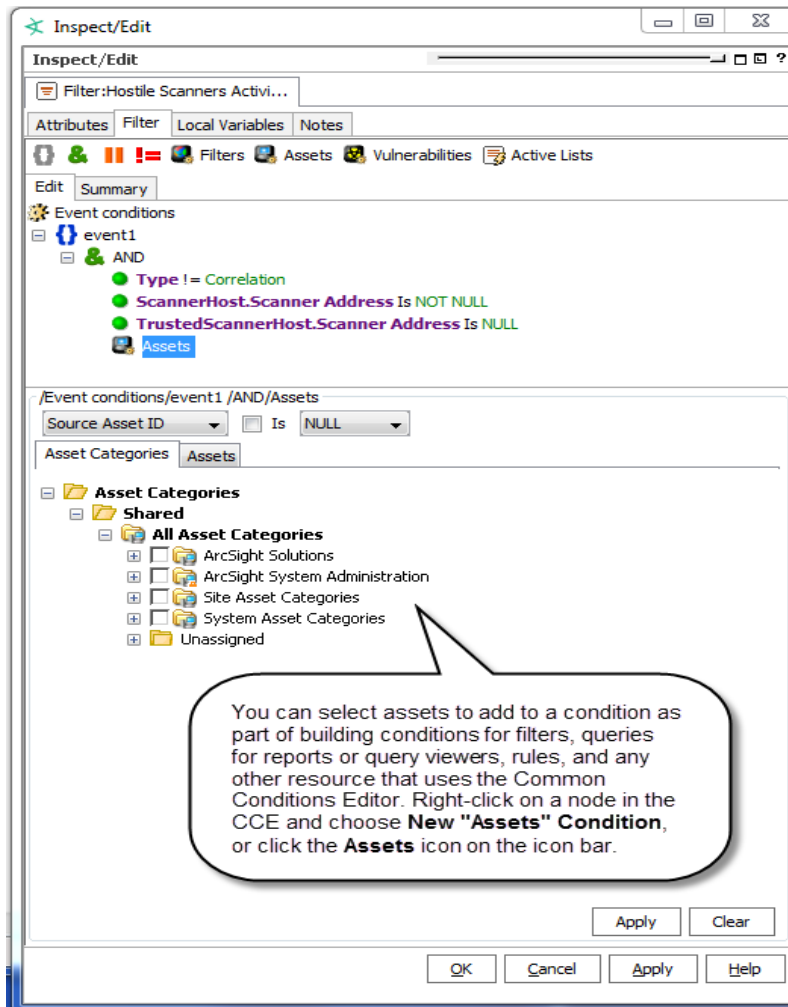 Inspect/Edit
Inspect/Edit
?
Filter:Hostile Scanners Activi...
Attributes Filter Local Variables Notes
Filters Assets Vulnerabilities Active Lists
Edit Summary
Event conditions
event1
AND
Type != Correlation
ScannerHost.Scanner Address Is NOT NULL
TrustedScannerHost.Scanner Address Is NULL
Assets
/Event conditions/event1 /AND/Assets
Source Asset ID Is NULL
Asset Categories Assets
Asset Categories
Shared
All Asset Categories
ArcSight Solutions
ArcSight System Administration
Site Asset Categories
System Asset Categories
Unassigned
You can select assets to add to a condition as
part of building conditions for filters, queries
for reports or query viewers, rules, and any
other resource that uses the Common
Conditions Editor. Right-click on a node in the
CCE and choose New "Assets" Condition,
or click the Assets icon on the icon bar.
Apply Clear
OK Cancel Apply Help